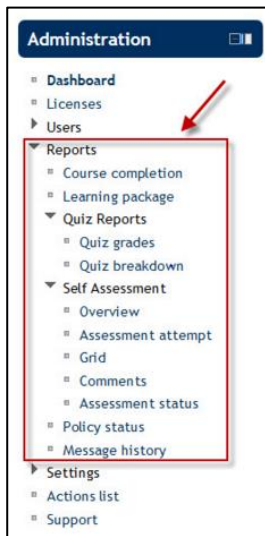 Administration
Dashboard
Licenses
Users
Reports
Course completion
Learning package
Quiz Reports
Quiz grades
Quiz breakdown
Self Assessment
Overview
Assessment attempt
Grid
Comments
Assessment status
Policy status
Message history
Settings
Actions list
Support